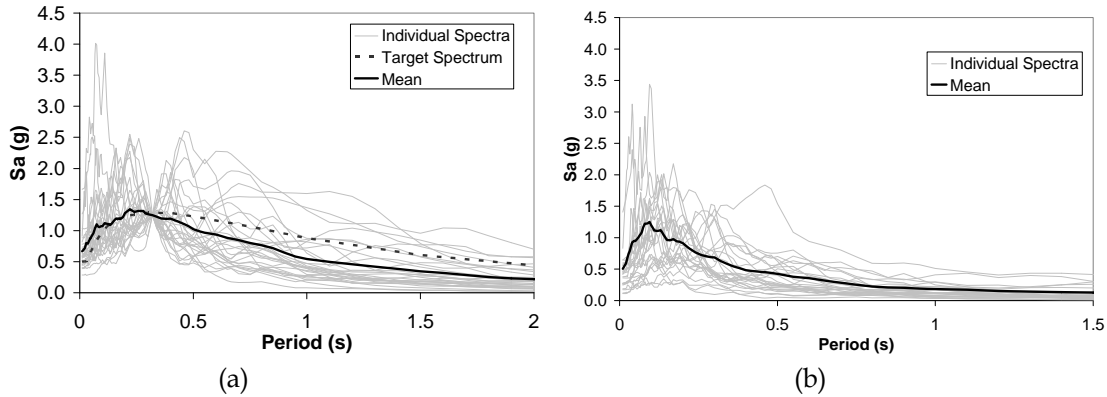 4.5
4.0
3.5
3.0
2.5
2.0
1.5
1.0
0.5
0.0
Sa (g)
Individual Spectra
Target Spectrum
Mean
0 0.5 1 1.5 2
Period (s)
(a)
4.5
4.0
3.5
3.0
2.5
2.0
1.5
1.0
0.5
0.0
Sa (g)
Individual Spectra
Mean
0 0.5 1 1.5
Period (s)
(b)